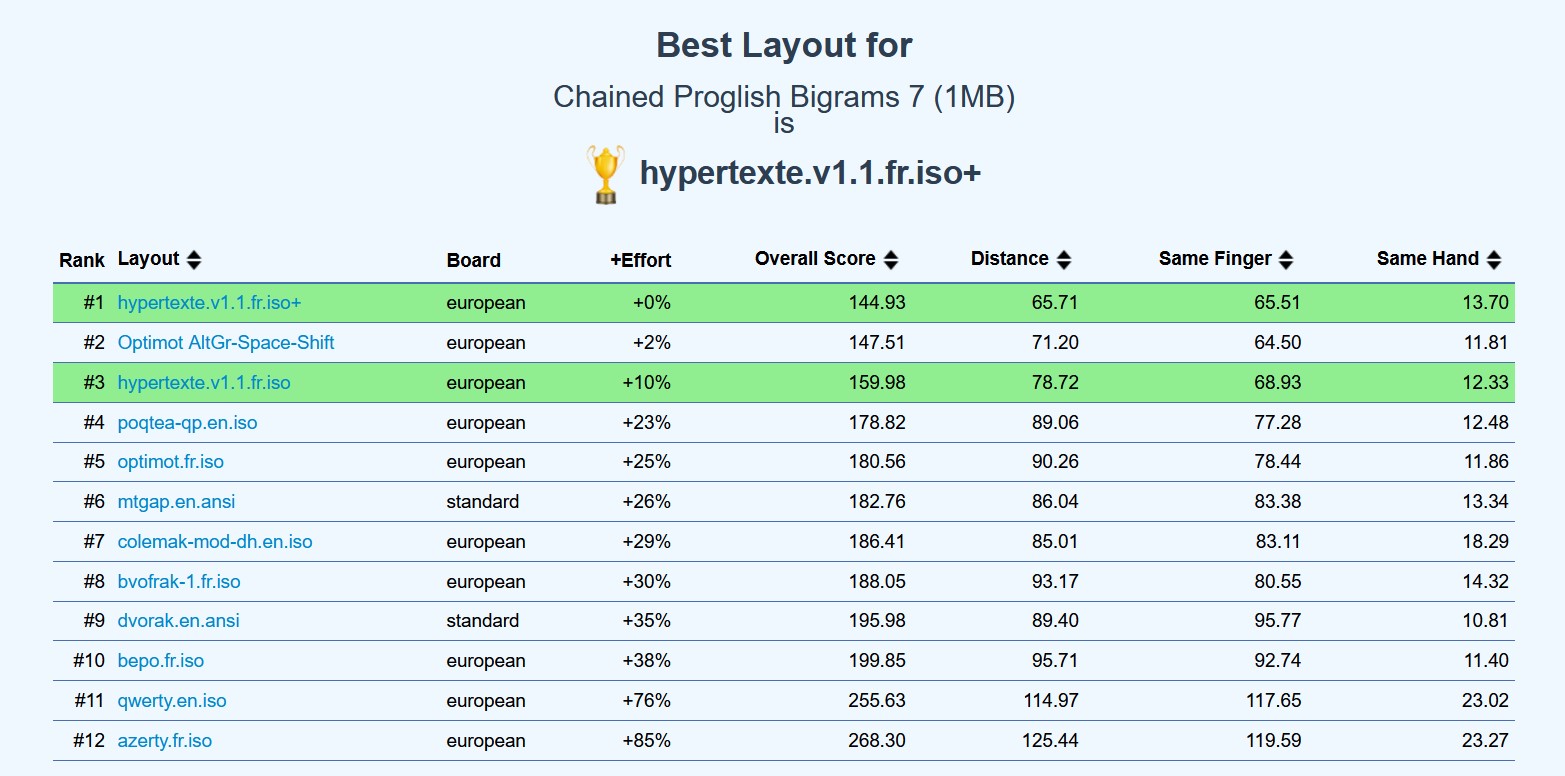 Best Layout for
Chained Proglish Bigrams 7 (1MB)
is
hypertexte.v1.1.fr.iso+
Rank Layout Board +Effort Overall Score Distance Same Finger Same Hand
#1 hypertexte.v1.1.fr.iso+ european +0% 144.93 65.71 65.51 13.70
#2 Optimot AltGr-Space-Shift european +2% 147.51 71.20 64.50 11.81
#3 hypertexte.v1.1.fr.iso european +10% 159.98 78.72 68.93 12.33
#4 poqtea-qp.en.iso european +23% 178.82 89.06 77.28 12.48
#5 optimot.fr.iso european +25% 180.56 90.26 78.44 11.86
#6 mtgap.en.ansi standard +26% 182.76 86.04 83.38 13.34
#7 colemak-mod-dh.en.iso european +29% 186.41 85.01 83.11 18.29
#8 bvofrak-1.fr.iso european +30% 188.05 93.17 80.55 14.32
#9 dvorak.en.ansi standard +35% 195.98 89.40 95.77 10.81
#10 bepo.fr.iso european +38% 199.85 95.71 92.74 11.40
#11 qwerty.en.iso european +76% 255.63 114.97 117.65 23.02
#12 azerty.fr.iso european +85% 268.30 125.44 119.59 23.27